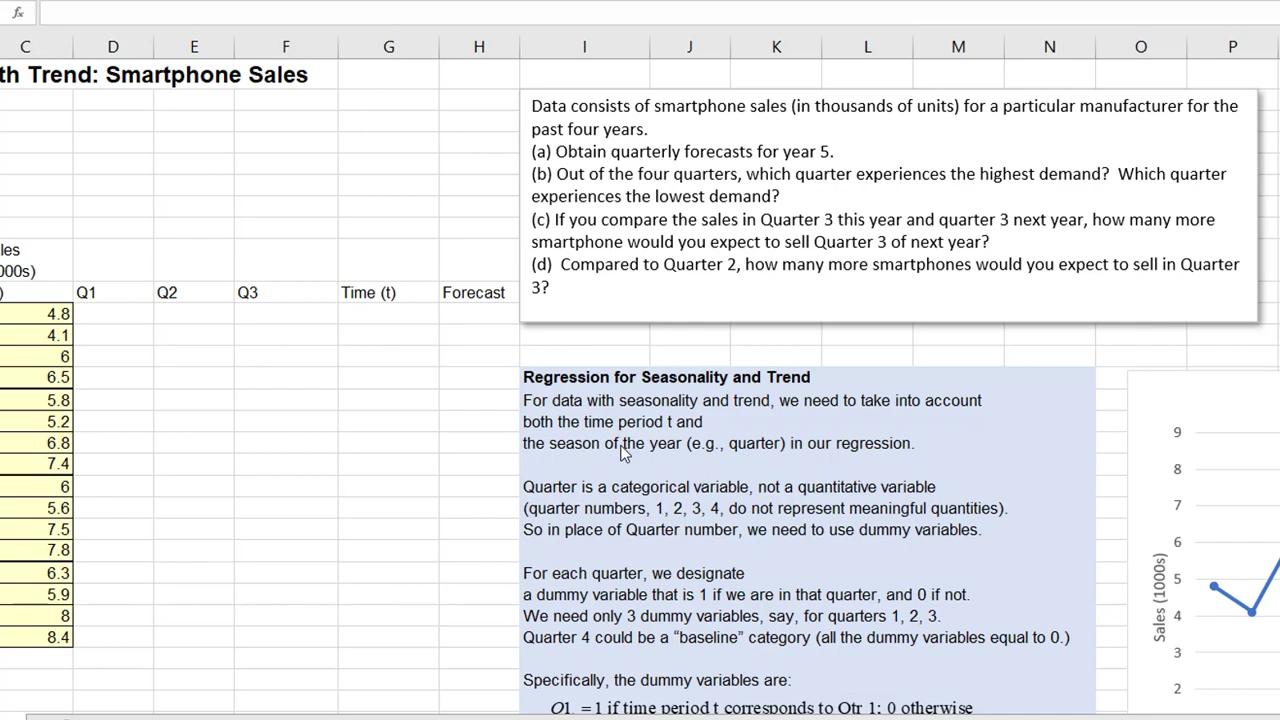 fx
C D E F G H I J K L M N O P
th Trend: Smartphone Sales
Data consists of smartphone sales (in thousands of units) for a particular manufacturer for the
past four years.
(a) Obtain quarterly forecasts for year 5.
(b) Out of the four quarters, which quarter experiences the highest demand?  Which quarter
experiences the lowest demand?
(c) If you compare the sales in Quarter 3 this year and quarter 3 next year, how many more
smartphone would you expect to sell Quarter 3 of next year?
(d)  Compared to Quarter 2, how many more smartphones would you expect to sell in Quarter
3?
les
000s)
) Q1 Q2 Q3 Time (t) Forecast
4.8
4.1
6
6.5
5.8
5.2
6.8
7.4
6
5.6
7.5
7.8
6.3
5.9
8
8.4
Regression for Seasonality and Trend
For data with seasonality and trend, we need to take into account
both the time period t and
the season of the year (e.g., quarter) in our regression.
Quarter is a categorical variable, not a quantitative variable
(quarter numbers, 1, 2, 3, 4, do not represent meaningful quantities).
So in place of Quarter number, we need to use dummy variables.
For each quarter, we designate
a dummy variable that is 1 if we are in that quarter, and 0 if not.
We need only 3 dummy variables, say, for quarters 1, 2, 3.
Quarter 4 could be a “baseline” category (all the dummy variables equal to 0.)
Specifically, the dummy variables are:
Q1 = 1 if time period t corresponds to Qtr 1; 0 otherwise
Sales (1000s)
9
8
7
6
5
4
3
2